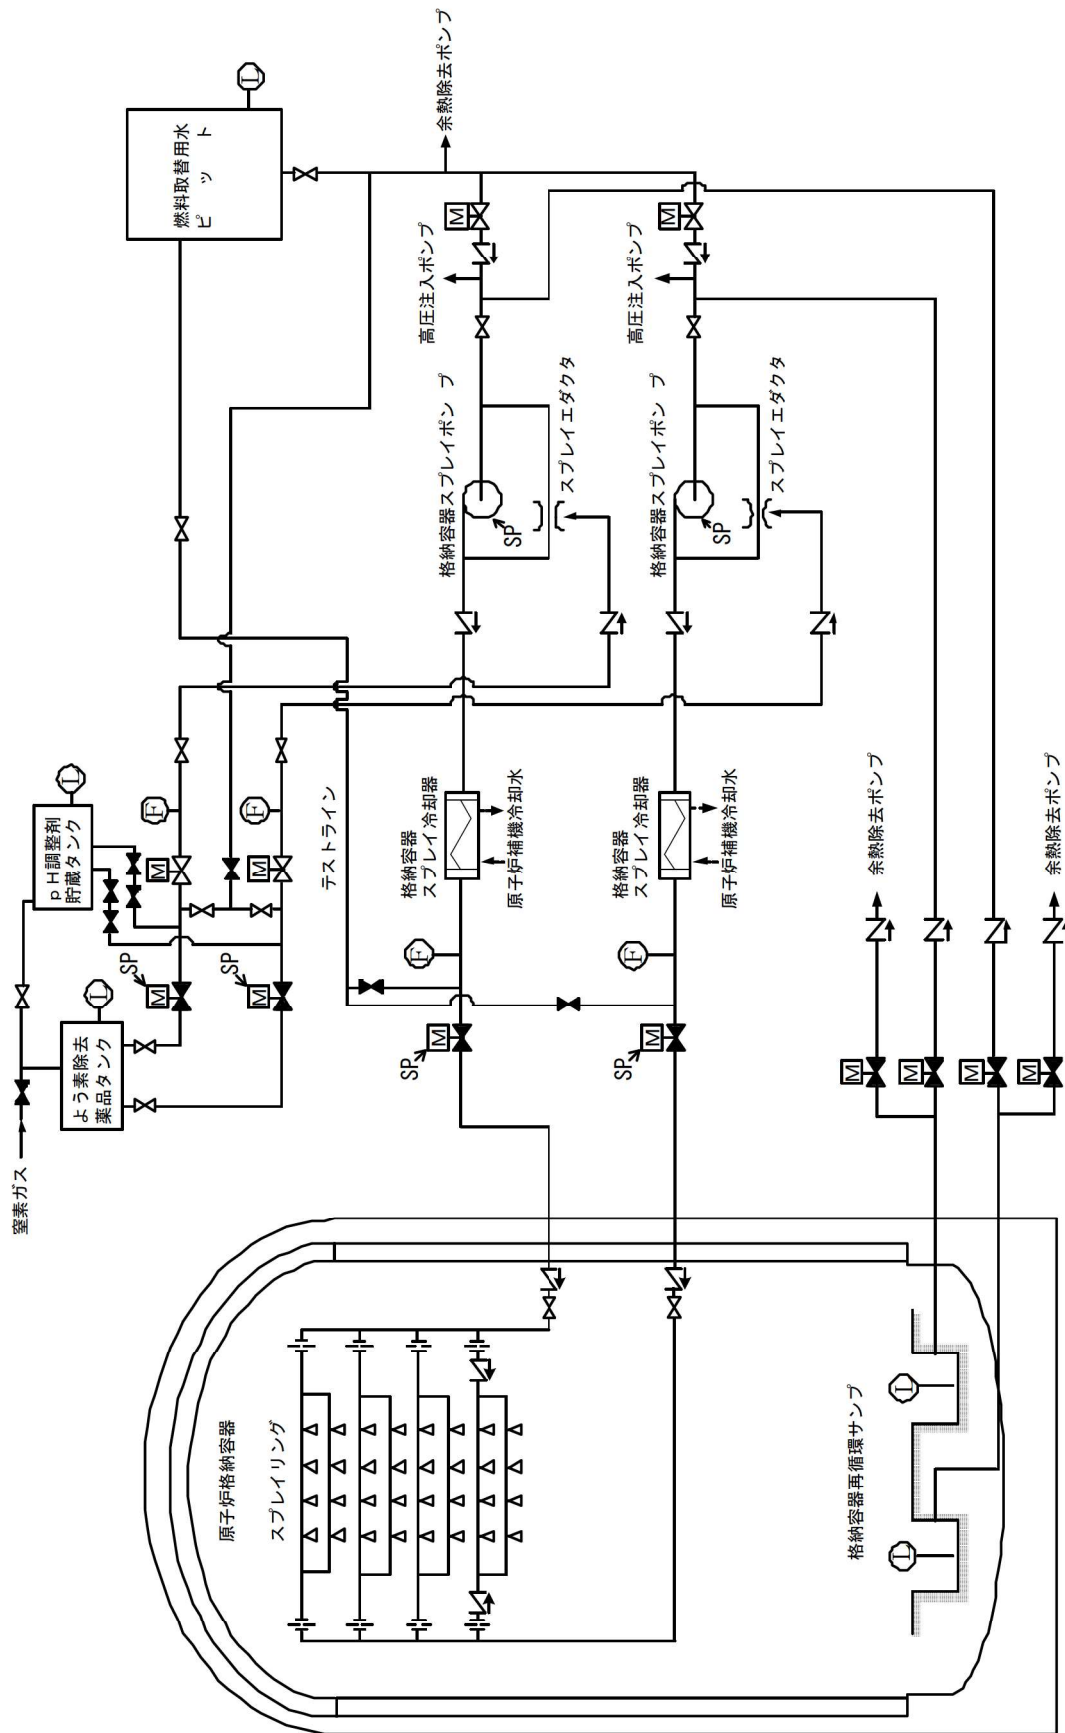 窒素ガス
よう素除去
薬品タンク
L
pH調整剤
貯蔵タンク
L
SP
M
SP
M
M
F
M
F
燃料取替用水
ピット
L
余熱除去ポンプ
テストライン
SP
M
F
格納容器
スプレイ冷却器
原子炉補機冷却水
格納容器スプレイポンプ
SP
スプレイエダクタ
高圧注入ポンプ
M
SP
M
F
格納容器
スプレイ冷却器
原子炉補機冷却水
格納容器スプレイポンプ
SP
スプレイエダクタ
高圧注入ポンプ
M
原子炉格納容器
スプレイリング
格納容器再循環サンプ
L
L
M
余熱除去ポンプ
M
M
M
余熱除去ポンプ